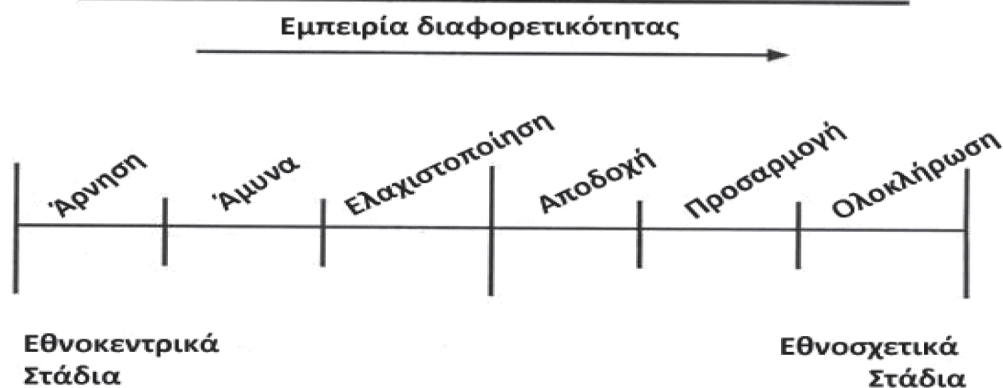 Εμπειρία διαφορετικότητας
Άρνηση
Άμυνα
Ελαχιστοποίηση
Αποδοχή
Προσαρμογή
Ολοκλήρωση
Εθνοκεντρικά
Στάδια
Εθνοσχετικά
Στάδια